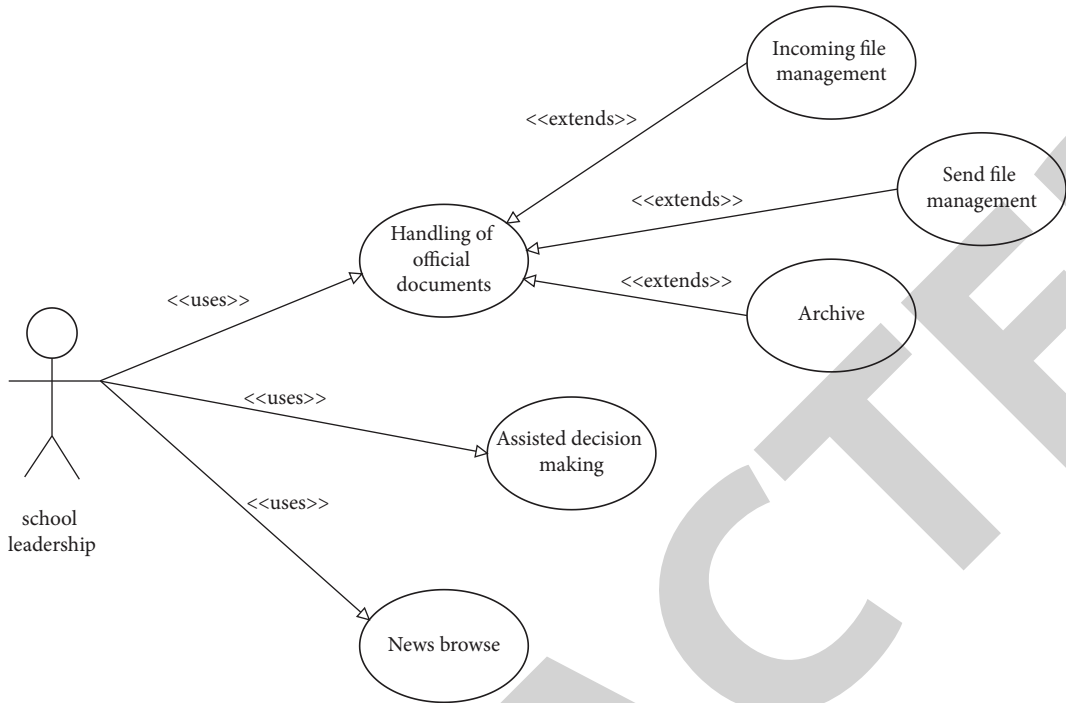 Incoming file
management
<<extends>>
Send file
management
<<extends>>
Handling of
official
documents
<<extends>>
Archive
<<uses>>
<<uses>>
Assisted decision
making
<<uses>>
school
leadership
News browse